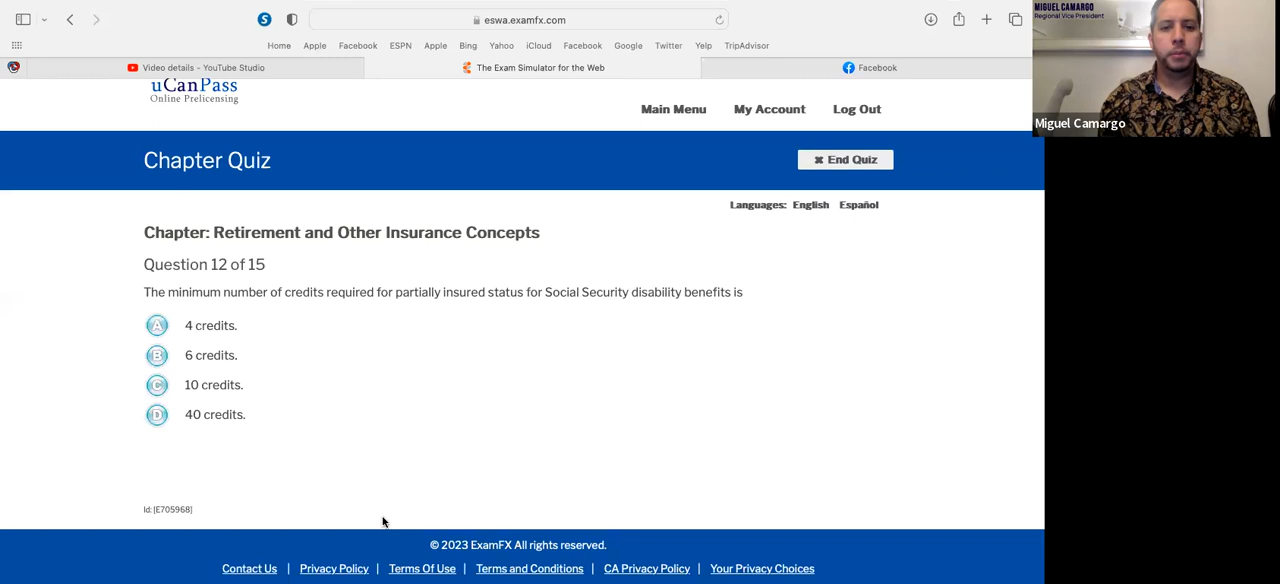 eswa.examfx.com
Home Apple Facebook ESPN Apple Bing Yahoo iCloud Facebook Google Twitter Yelp TripAdvisor
Video details - YouTube Studio The Exam Simulator for the Web Facebook
MIGUEL CAMARGO
Regional Vice President
Miguel Camargo
uCanPass
Online Prelicensing
Main Menu My Account Log Out
Chapter Quiz
✖ End Quiz
Languages: English Español
Chapter: Retirement and Other Insurance Concepts
Question 12 of 15
The minimum number of credits required for partially insured status for Social Security disability benefits is
A 4 credits.
B 6 credits.
C 10 credits.
D 40 credits.
Id: [E705968]
© 2023 ExamFX All rights reserved.
Contact Us | Privacy Policy | Terms Of Use | Terms and Conditions | CA Privacy Policy | Your Privacy Choices